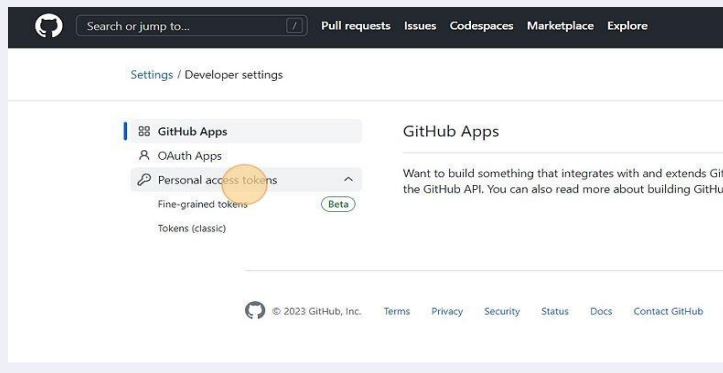 Search or jump to... / Pull requests Issues Codespaces Marketplace Explore
Settings / Developer settings
GitHub Apps
OAuth Apps
Personal access tokens
Fine-grained tokens Beta
Tokens (classic)
GitHub Apps
Want to build something that integrates with and extends Git
the GitHub API. You can also read more about building GitHu
© 2023 GitHub, Inc. Terms Privacy Security Status Docs Contact GitHub